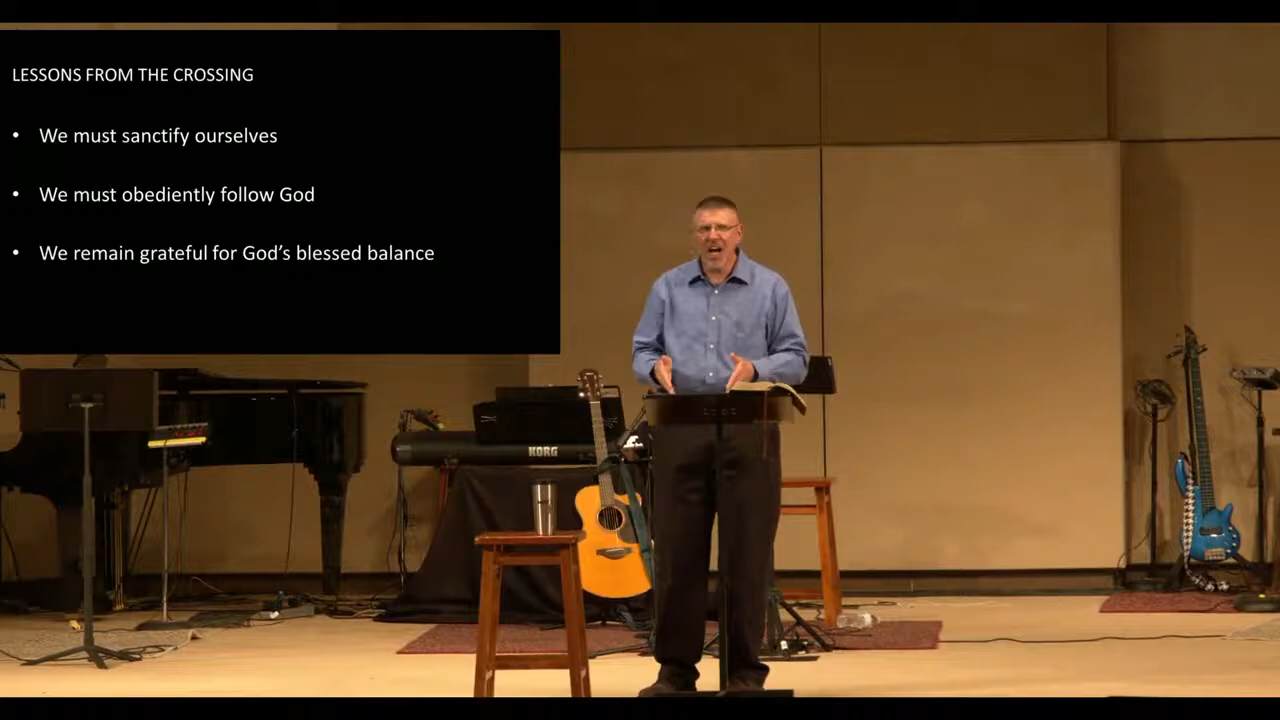 LESSONS FROM THE CROSSING
• We must sanctify ourselves
• We must obediently follow God
• We remain grateful for God’s blessed balance
KORG